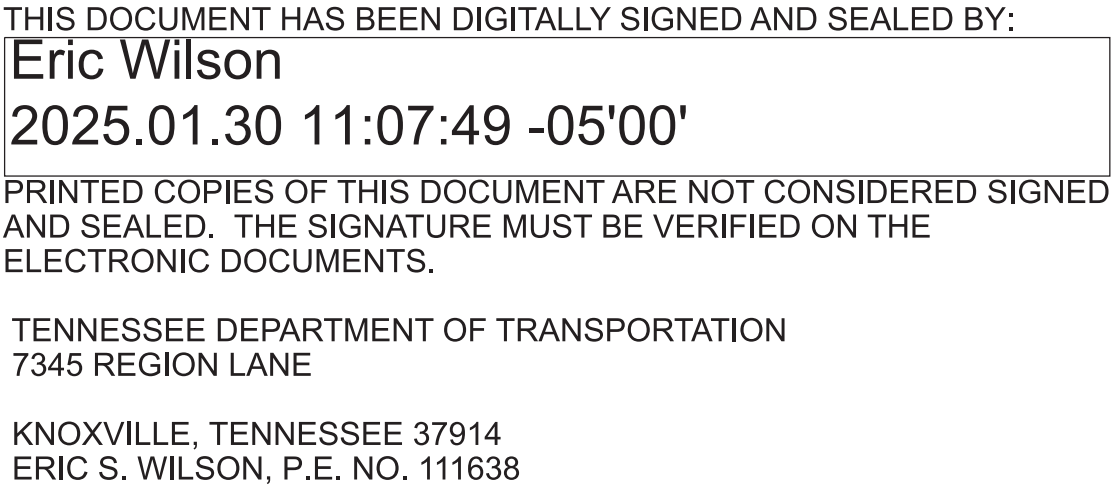 THIS DOCUMENT HAS BEEN DIGITALLY SIGNED AND SEALED BY:
Eric Wilson
2025.01.30 11:07:49 -05'00'
PRINTED COPIES OF THIS DOCUMENT ARE NOT CONSIDERED SIGNED
AND SEALED.  THE SIGNATURE MUST BE VERIFIED ON THE
ELECTRONIC DOCUMENTS.
TENNESSEE DEPARTMENT OF TRANSPORTATION
7345 REGION LANE
KNOXVILLE, TENNESSEE 37914
ERIC S. WILSON, P.E. NO. 111638